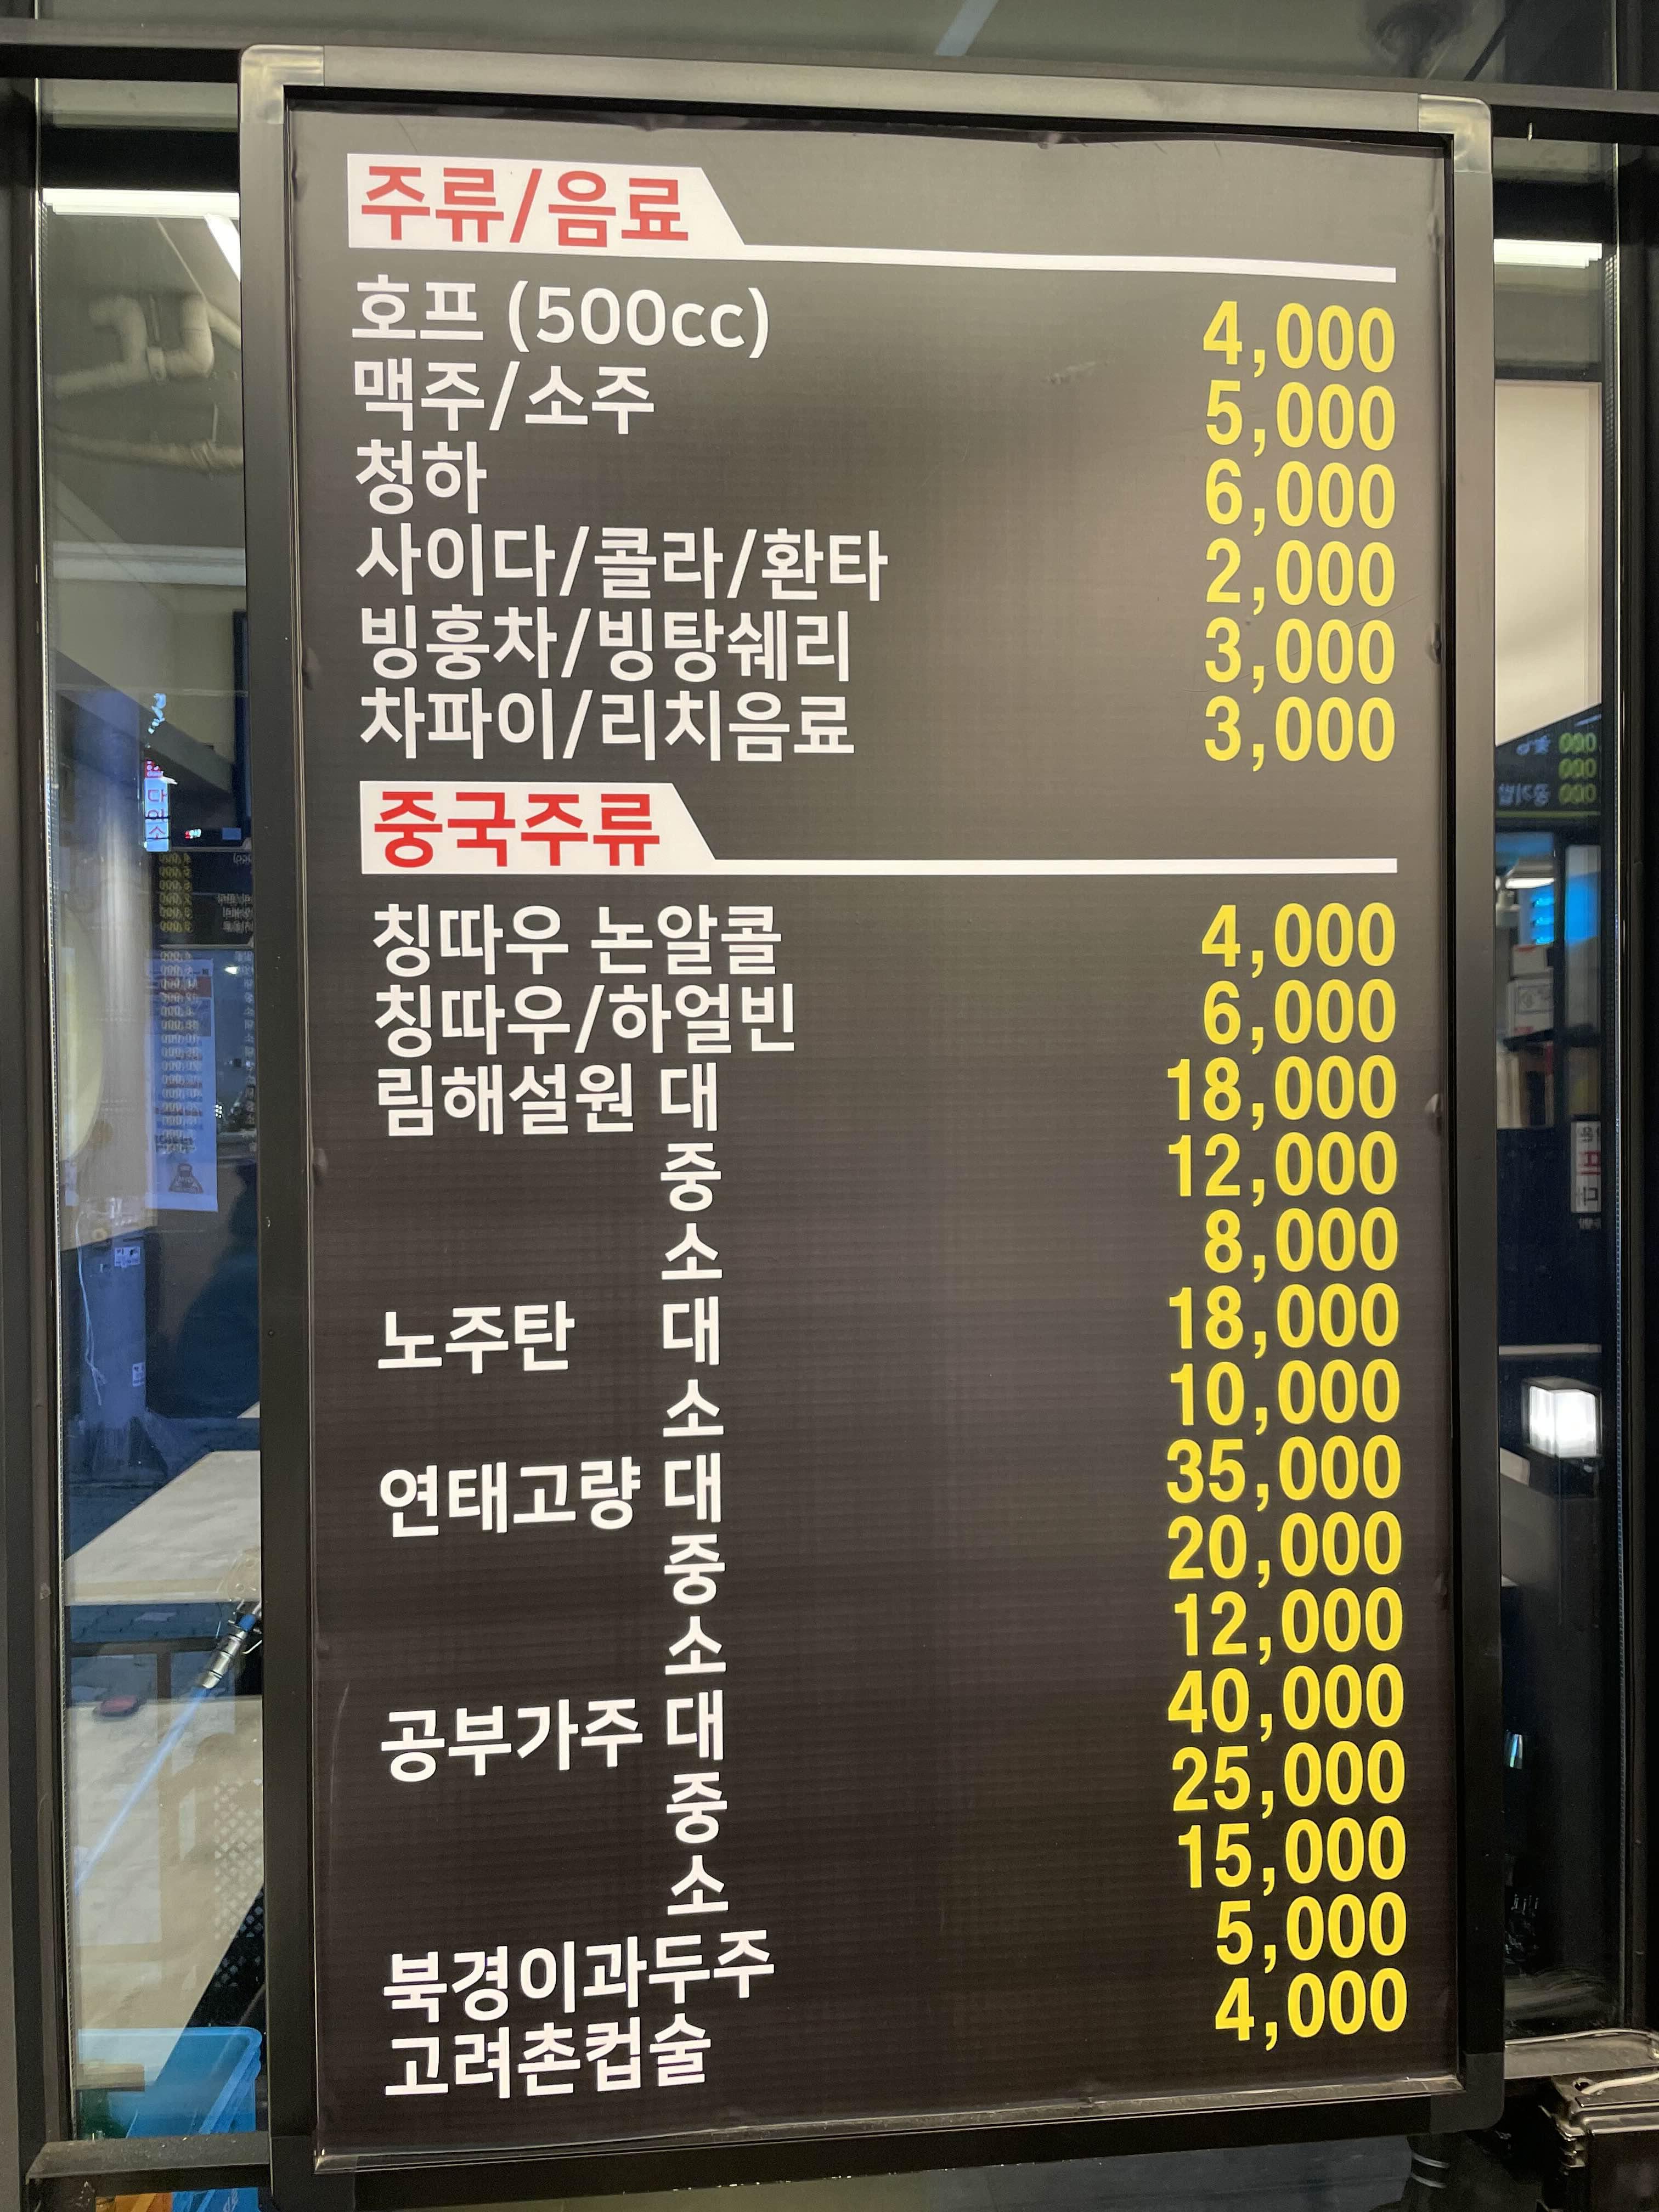 주류/음료
호프 (500cc) 4,000
맥주/소주 5,000
청하 6,000
사이다/콜라/환타 2,000
빙홍차/빙탕쉐리 3,000
차파이/리치음료 3,000
중국주류
칭따우 논알콜 4,000
칭따우/하얼빈 6,000
림해설원 대 18,000
중 12,000
소 8,000
노주탄 대 18,000
소 10,000
연태고량 대 35,000
중 20,000
소 12,000
공부가주 대 40,000
중 25,000
소 15,000
북경이과두주 5,000
고려촌컵술 4,000